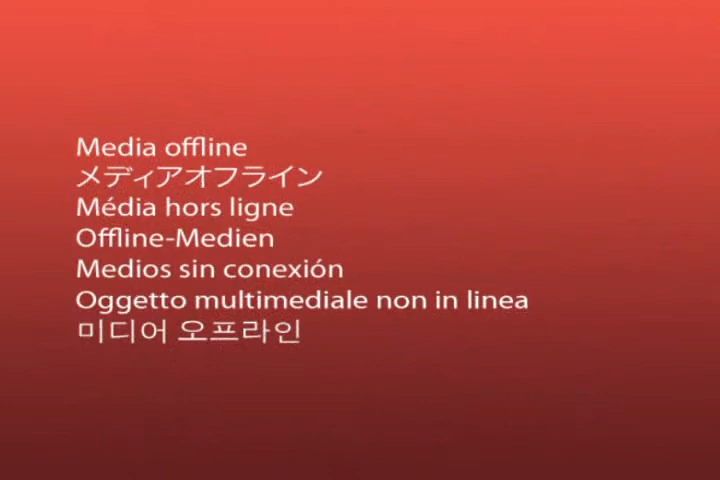 Media offline
メディアオフライン
Média hors ligne
Offline-Medien
Medios sin conexión
Oggetto multimediale non in linea
미디어 오프라인